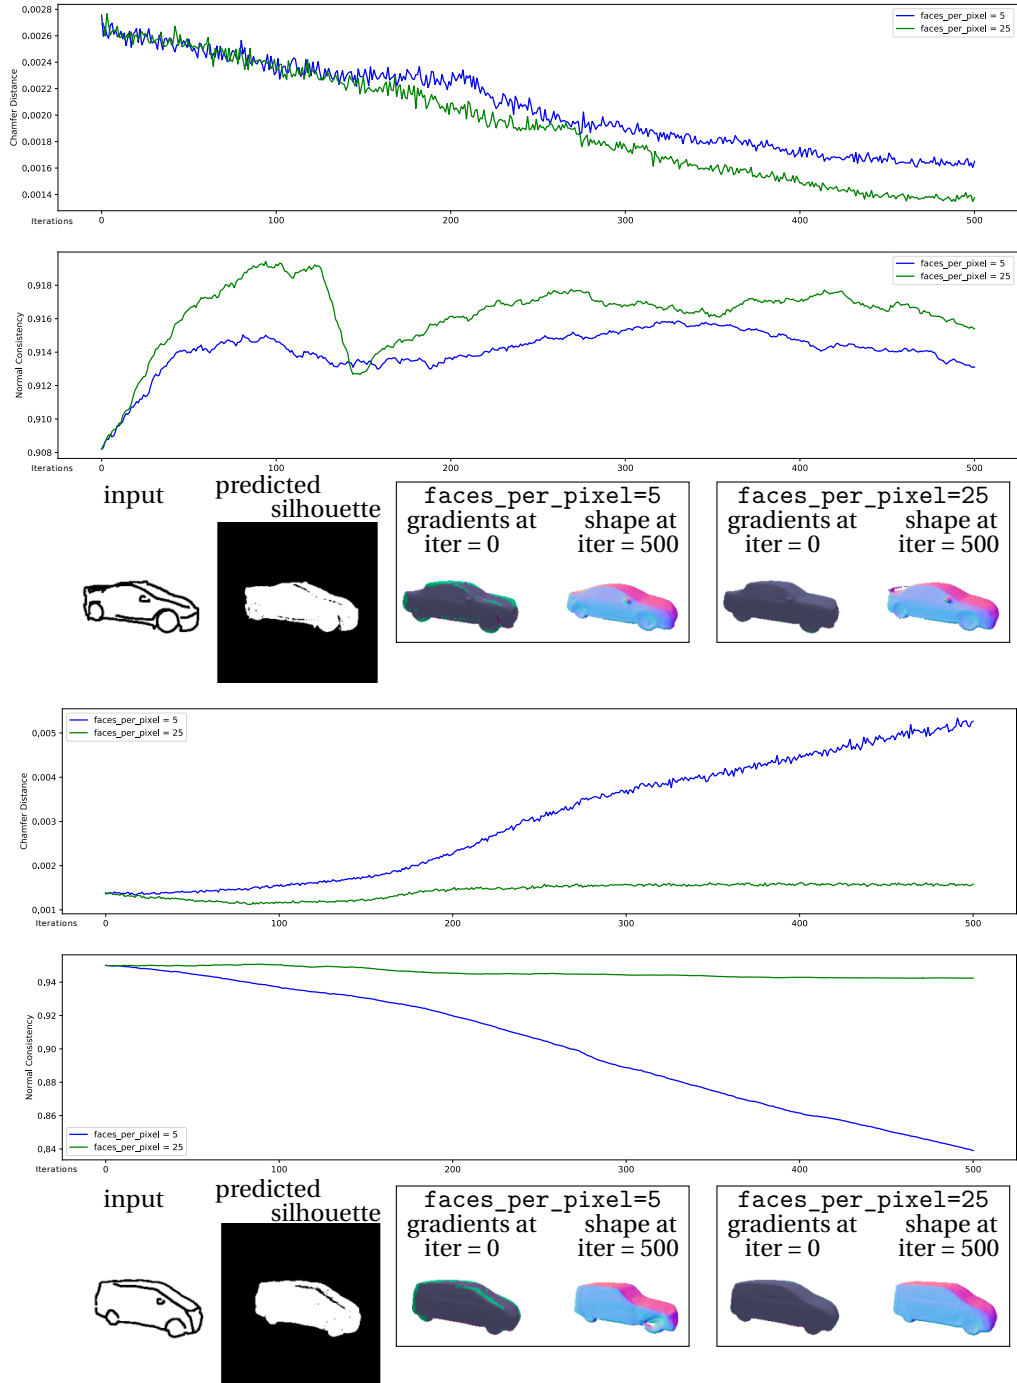 0.0028
0.0026
0.0024
0.0022
0.0020
0.0018
0.0016
0.0014
Chamfer Distance
faces_per_pixel = 5
faces_per_pixel = 25
Iterations 0 100 200 300 400 500
0.918
0.916
0.914
0.912
0.910
0.908
Normal Consistency
faces_per_pixel = 5
faces_per_pixel = 25
Iterations 0 100 200 300 400 500
input
predicted
silhouette
faces_per_pixel=5
gradients at shape at
iter = 0 iter = 500
faces_per_pixel=25
gradients at shape at
iter = 0 iter = 500
0.005
0.004
0.003
0.002
0.001
Chamfer Distance
faces_per_pixel = 5
faces_per_pixel = 25
Iterations 0 100 200 300 400 500
0.94
0.92
0.90
0.88
0.86
0.84
Normal Consistency
faces_per_pixel = 5
faces_per_pixel = 25
Iterations 0 100 200 300 400 500
input
predicted
silhouette
faces_per_pixel=5
gradients at shape at
iter = 0 iter = 500
faces_per_pixel=25
gradients at shape at
iter = 0 iter = 500